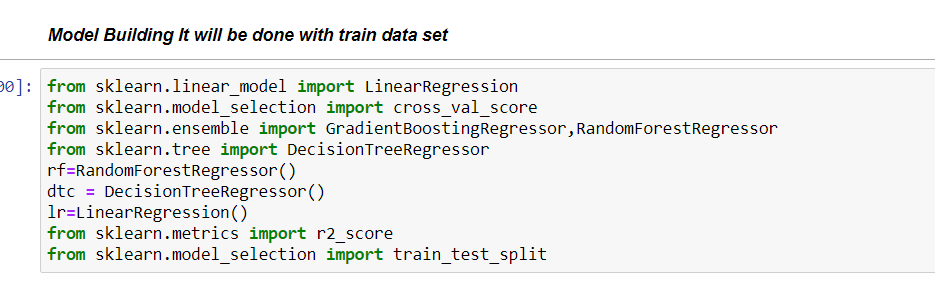 Model Building It will be done with train data set
00]: from sklearn.linear_model import LinearRegression
from sklearn.model_selection import cross_val_score
from sklearn.ensemble import GradientBoostingRegressor,RandomForestRegressor
from sklearn.tree import DecisionTreeRegressor
rf=RandomForestRegressor()
dtc = DecisionTreeRegressor()
lr=LinearRegression()
from sklearn.metrics import r2_score
from sklearn.model_selection import train_test_split